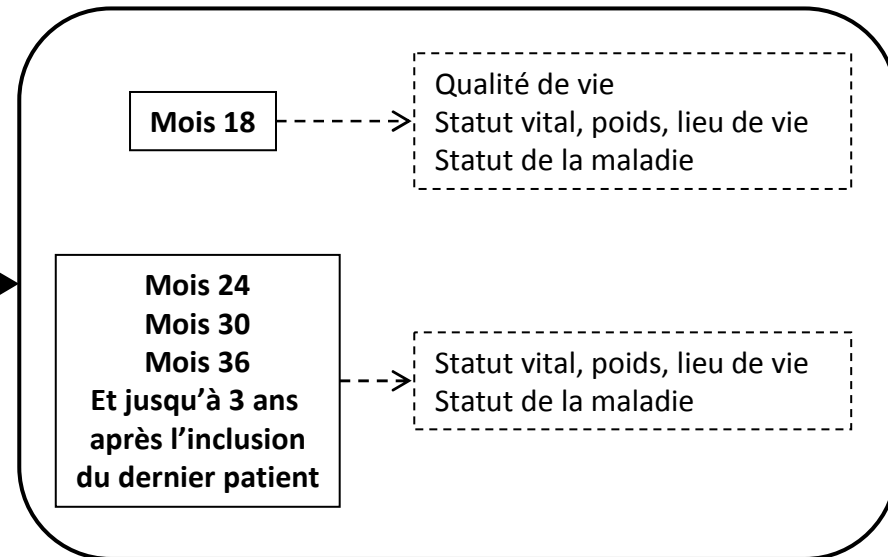 Mois 18
Qualité de vie
Statut vital, poids, lieu de vie
Statut de la maladie
Mois 24
Mois 30
Mois 36
Et jusqu’à 3 ans
après l’inclusion
du dernier patient
Statut vital, poids, lieu de vie
Statut de la maladie